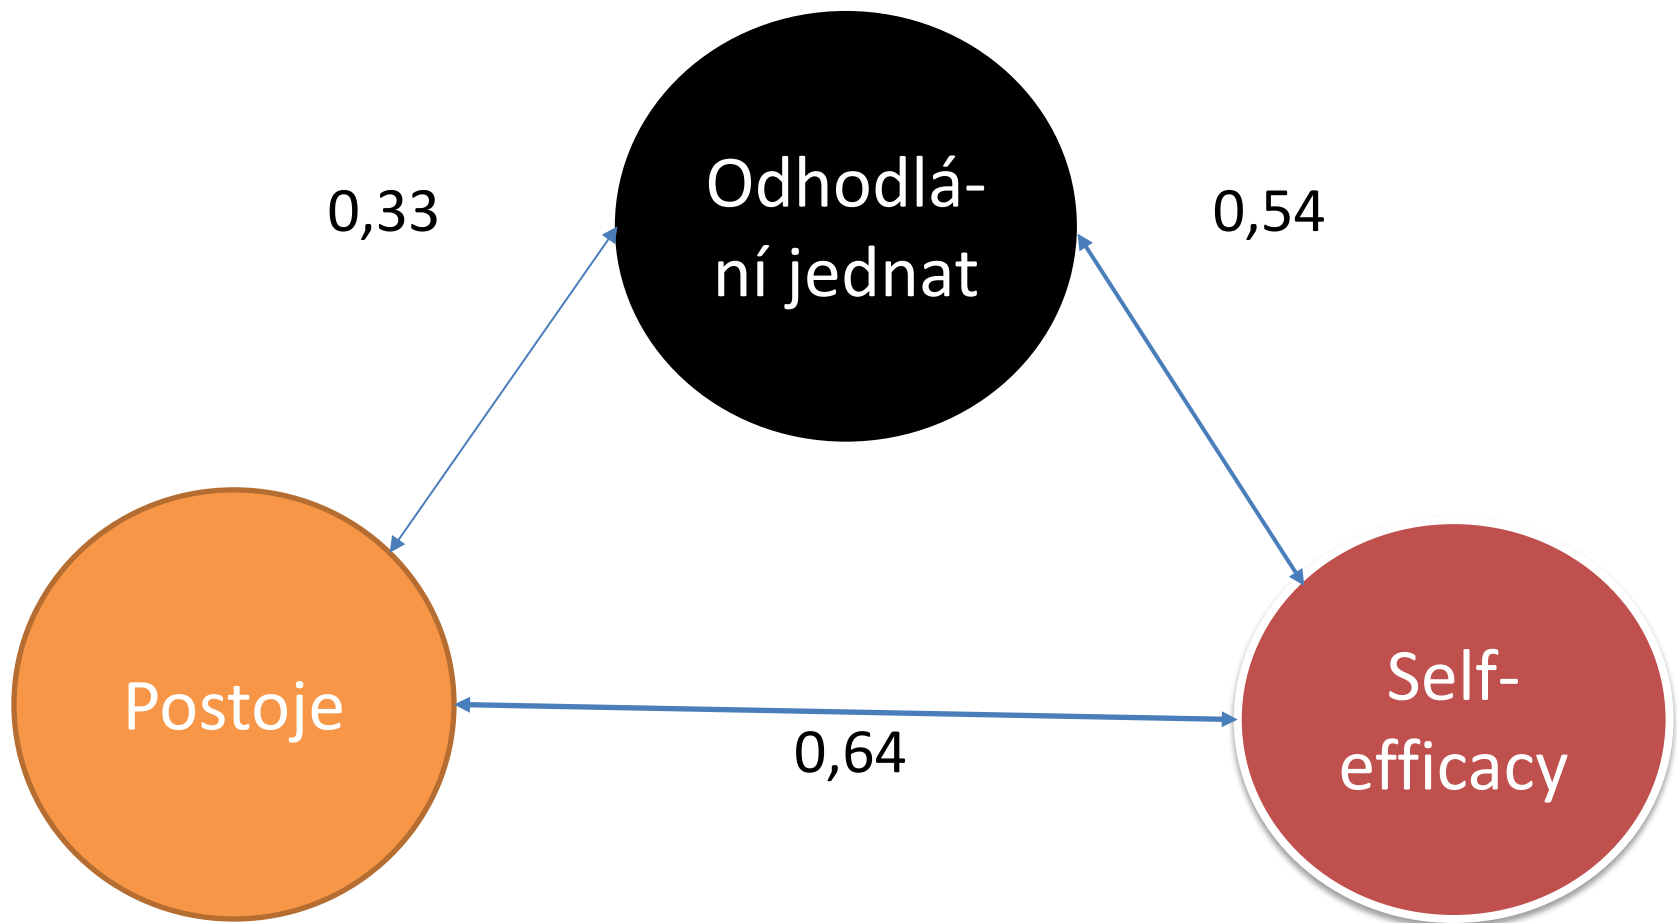 Odhodlá-
ní jednat
0,33
0,54
Postoje
0,64
Self-
efficacy